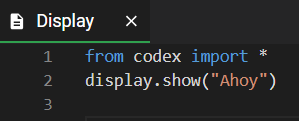 Display ×
1 from codex import *
2 display.show("Ahoy")
3